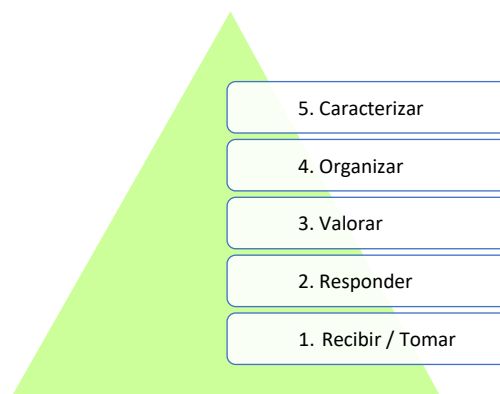 5. Caracterizar
4. Organizar
3. Valorar
2. Responder
1. Recibir / Tomar